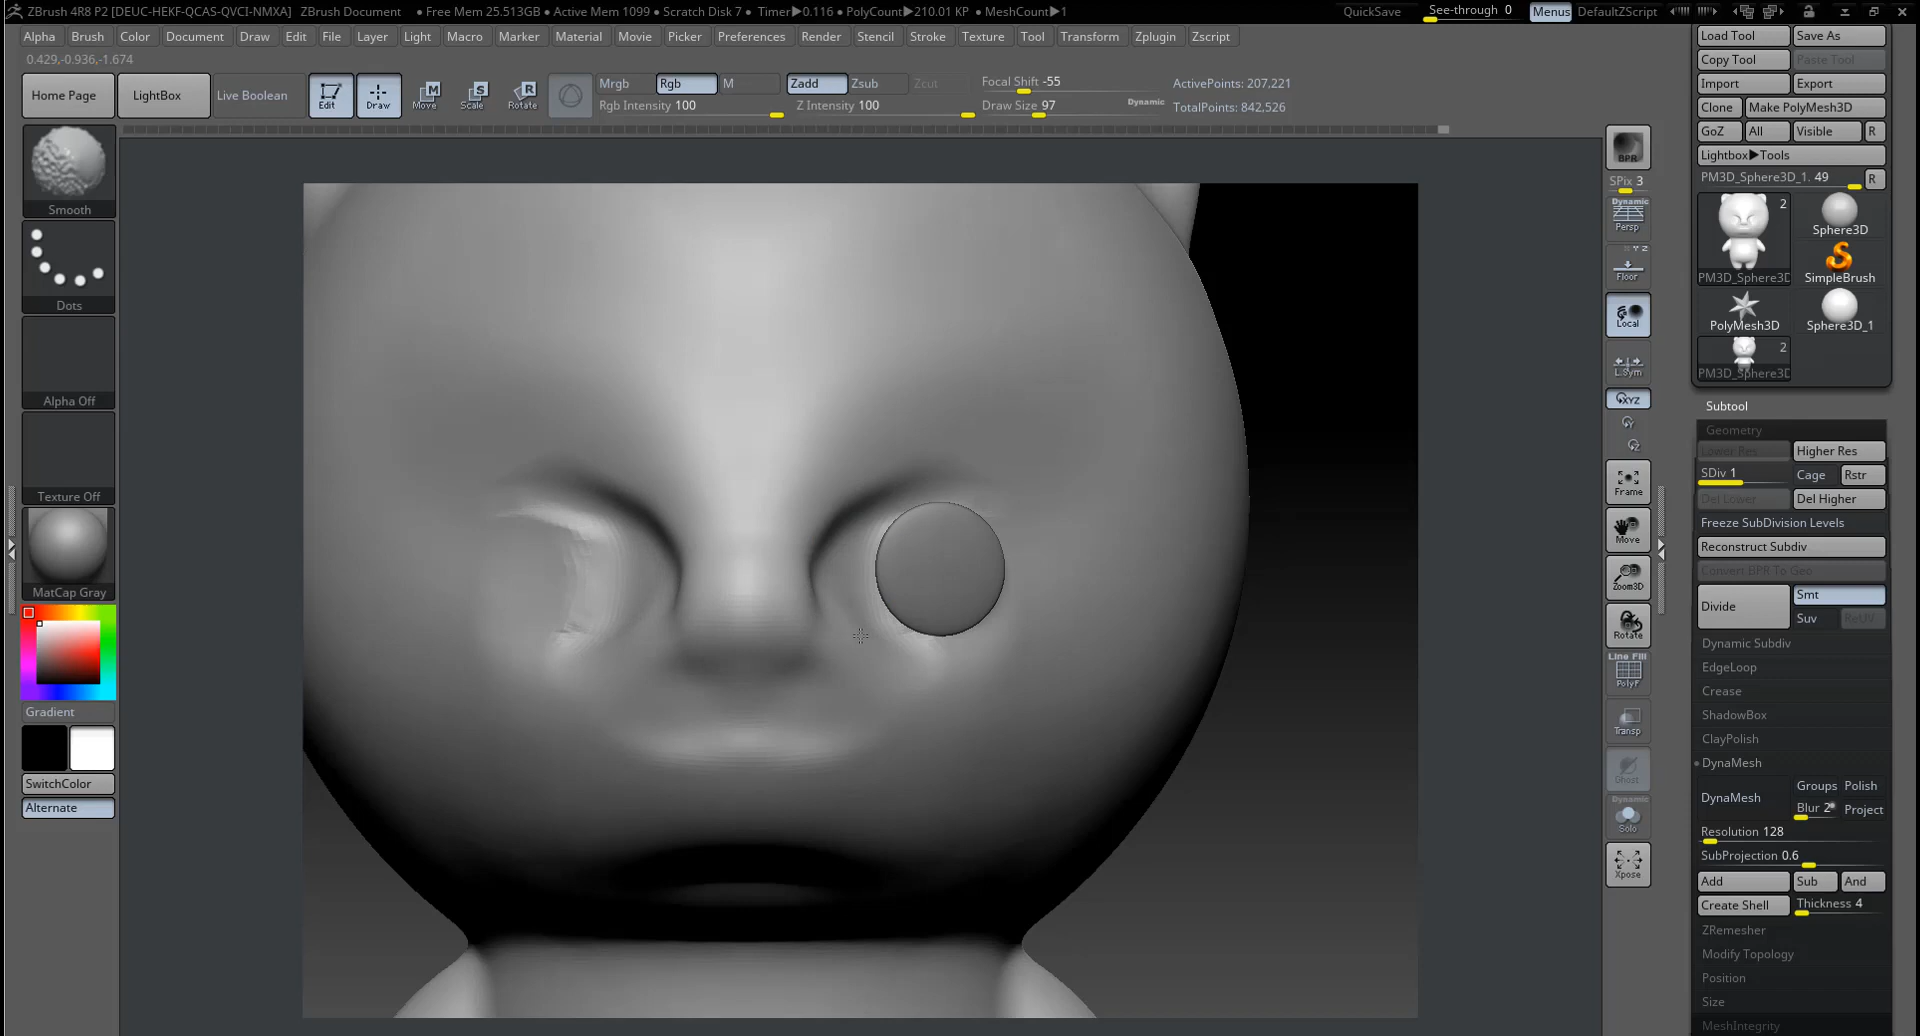 ZBrush 4R8 P2 [DEUC-HEKF-QCAS-QVCI-NMXA] ZBrush Document • Free Mem 25.513GB • Active Mem 1099 • Scratch Disk 7 • Timer▶0.116 • PolyCount▶210.01 KP • MeshCount▶1 QuickSave See-through 0 Menus DefaultZScript
Alpha Brush Color Document Draw Edit File Layer Light Macro Marker Material Movie Picker Preferences Render Stencil Stroke Texture Tool Transform Zplugin Zscript
0.429,-0.936,-1.674
Home Page LightBox Live Boolean Edit Draw Move Scale Rotate
Mrgb Rgb M Zadd Zsub Zcut Focal Shift -55 ActivePoints: 207,221
Rgb Intensity 100 Z Intensity 100 Draw Size 97 Dynamic TotalPoints: 842,526
Smooth
Dots
Alpha Off
Texture Off
MatCap Gray
Gradient
SwitchColor
Alternate
BPR
SPix 3
Dynamic
Persp
Floor
Local
L.Sym
XYZ
Frame
Move
Zoom3D
Rotate
Line Fill
PolyF
Transp
Ghost
Dynamic
Solo
Xpose
Load Tool Save As
Copy Tool Paste Tool
Import Export
Clone Make PolyMesh3D
GoZ All Visible R
Lightbox▶Tools
PM3D_Sphere3D_1. 49 R
2
Sphere3D
PM3D_Sphere3D SimpleBrush
PolyMesh3D Sphere3D_1
2
PM3D_Sphere3D
Subtool
Geometry
Lower Res Higher Res
SDiv 1 Cage Rstr
Del Lower Del Higher
Freeze SubDivision Levels
Reconstruct Subdiv
Convert BPR To Geo
Divide Smt
Suv ReUV
Dynamic Subdiv
EdgeLoop
Crease
ShadowBox
ClayPolish
DynaMesh
DynaMesh Groups Polish
Blur 2 Project
Resolution 128
SubProjection 0.6
Add Sub And
Create Shell Thickness 4
ZRemesher
Modify Topology
Position
Size
MeshIntegrity